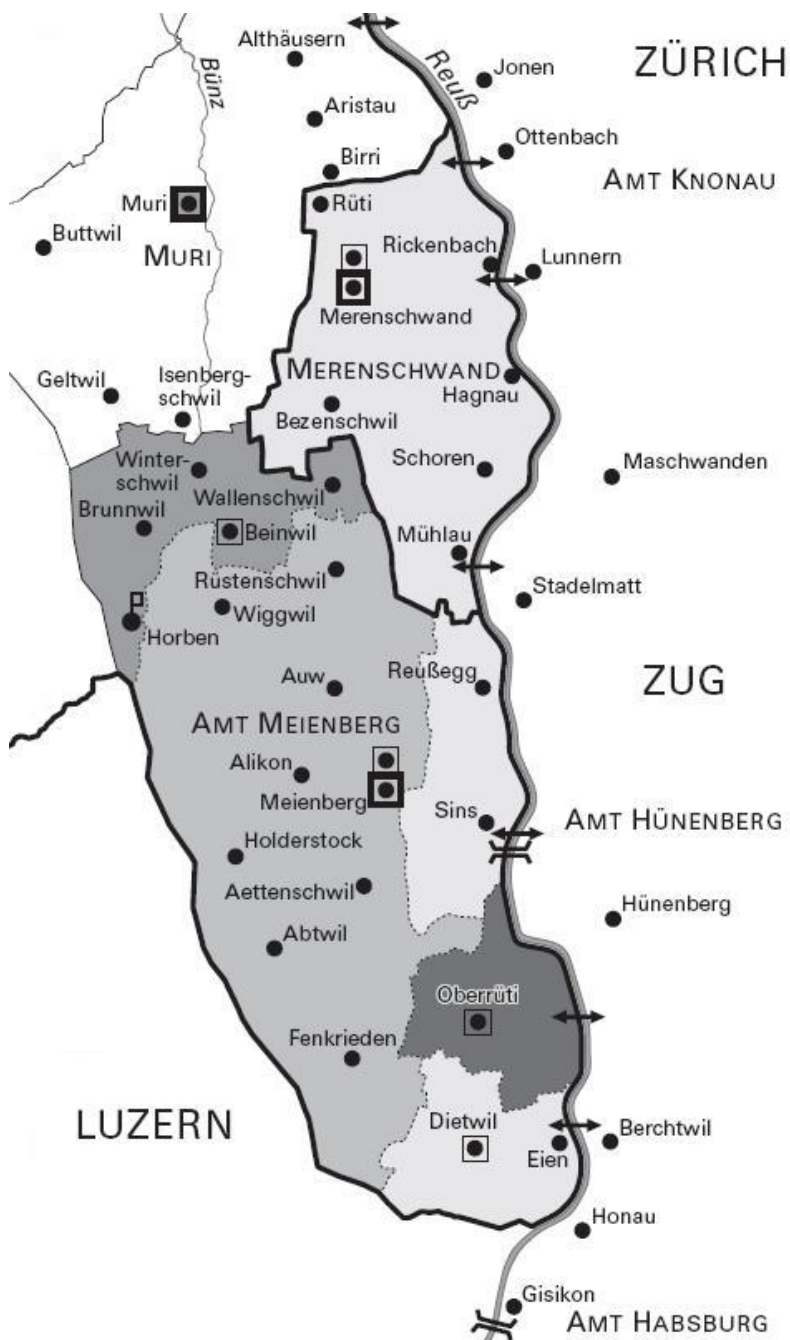 Althäusern
Bünz
Reuß
Jonen
ZÜRICH
Aristau
Ottenbach
Birri
AMT KNONAU
Muri
Rüti
Buttwil
MURI
Rickenbach
Lunnern
Merenschwand
MERENSCHWAND
Geltwil
Isenberg-
schwil
Hagnau
Bezenschwil
Winter-
schwil
Schoren
Maschwanden
Wallenschwil
Brunnwil
Beinwil
Mühlau
Rüstenschwil
Stadelmatt
Wiggwil
Horben
Auw
Reußegg
ZUG
AMT MEIENBERG
Alikon
Meienberg
Sins
AMT HÜNENBERG
Holderstock
Aettenschwil
Hünenberg
Abtwil
Oberrüti
Fenkrieden
LUZERN
Dietwil
Berchtwil
Eien
Honau
Gisikon
AMT HABSBURG